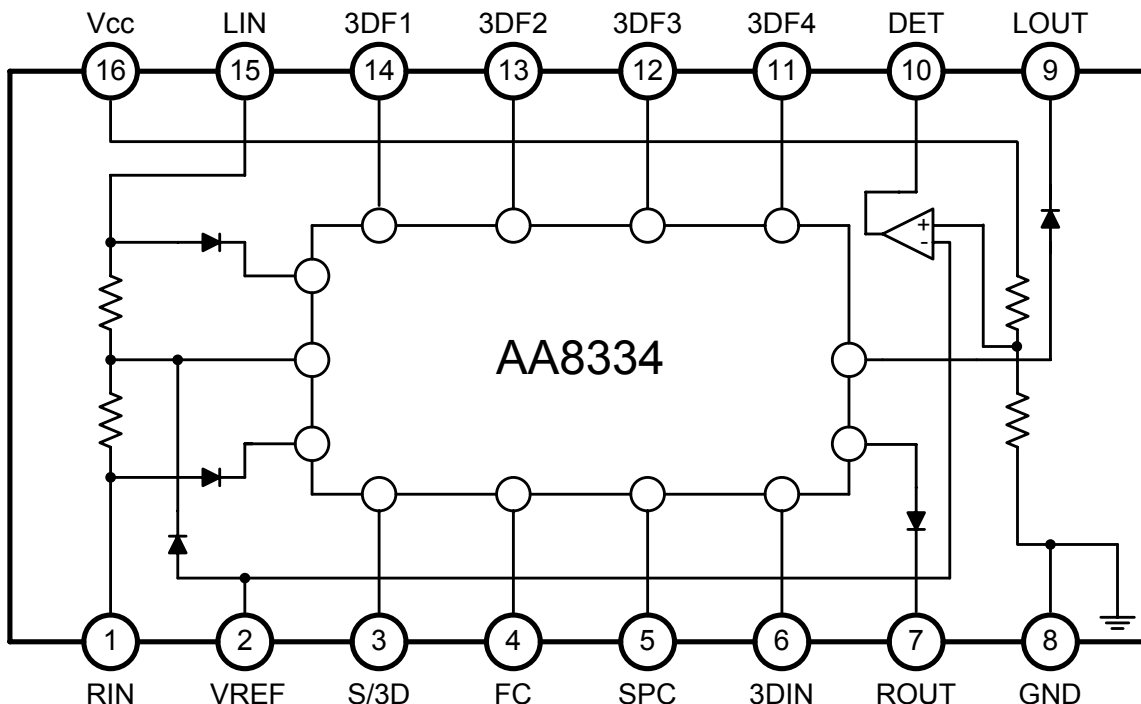 Vcc LIN 3DF1 3DF2 3DF3 3DF4 DET LOUT
16 15 14 13 12 11 10 9
+
-
AA8334
1 2 3 4 5 6 7 8
RIN VREF S/3D FC SPC 3DIN ROUT GND